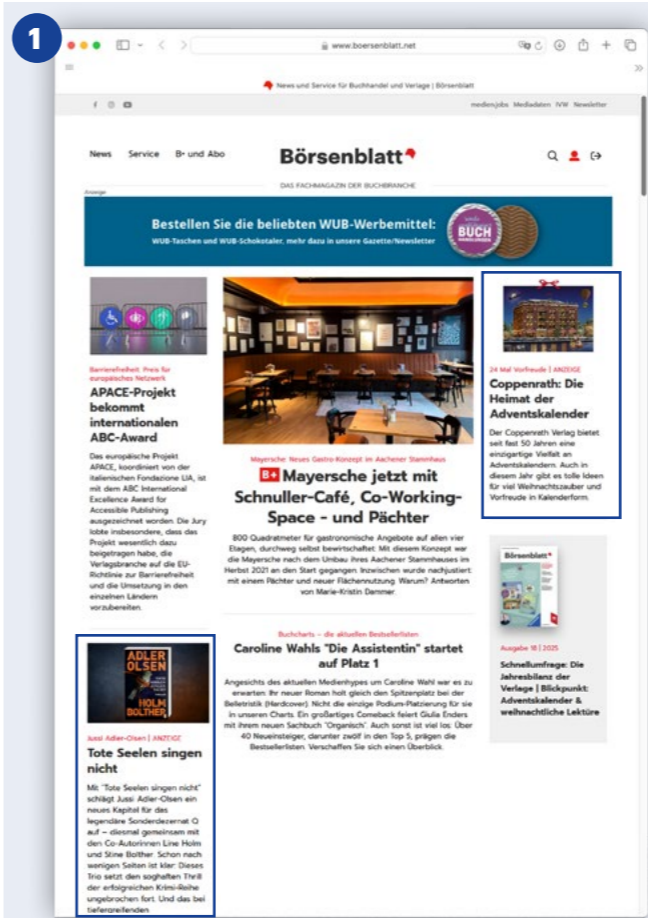 1
www.boersenblatt.net
News und Service für Buchhandel und Verlage | Börsenblatt
medien.jobs Mediadaten IVW Newsletter
News Service B+ und Abo
Börsenblatt
DAS FACHMAGAZIN DER BUCHBRANCHE
Anzeige
Bestellen Sie die beliebten WUB-Werbemittel:
WUB-Taschen und WUB-Schokotaler, mehr dazu in unsere Gazette/Newsletter
BUCH
Barrierefreiheit: Preis für
europäisches Netzwerk
APACE-Projekt
bekommt
internationalen
ABC-Award
Das europäische Projekt
APACE, koordiniert von der
italienischen Fondazione LIA, ist
mit dem ABC International
Excellence Award for
Accessible Publishing
ausgezeichnet worden. Die Jury
lobte insbesondere, dass das
Projekt wesentlich dazu
beigetragen habe, die
Verlagsbranche auf die EU-
Richtlinie zur Barrierefreiheit
und die Umsetzung in den
einzelnen Ländern
vorzubereiten.
ADLER
OLSEN
HOLM
BOLTHER
Jussi Adler-Olsen | ANZEIGE
Tote Seelen singen
nicht
Mit "Tote Seelen singen nicht"
schlägt Jussi Adler-Olsen ein
neues Kapitel für das
legendäre Sonderdezernat Q
auf – diesmal gemeinsam mit
den Co-Autorinnen Line Holm
und Stine Bolther. Schon nach
wenigen Seiten ist klar: Dieses
Trio setzt den soghaften Thrill
der erfolgreichen Krimi-Reihe
ungebrochen fort. Und das bei
tiefergreifenden
Mayersche: Neues Gastro-Konzept im Aachener Stammhaus
B+ Mayersche jetzt mit
Schnuller-Café, Co-Working-
Space – und Pächter
800 Quadratmeter für gastronomische Angebote auf allen vier
Etagen, durchweg selbst bewirtschaftet: Mit diesem Konzept war
die Mayersche nach dem Umbau ihres Aachener Stammhauses im
Herbst 2021 an den Start gegangen. Inzwischen wurde nachjustiert:
mit einem Pächter und neuer Flächennutzung. Warum? Antworten
von Marie-Kristin Dammer.
Buchcharts – die aktuellen Bestsellerlisten
Caroline Wahls "Die Assistentin" startet
auf Platz 1
Angesichts des aktuellen Medienhypes um Caroline Wahl war es zu
erwarten: Ihr neuer Roman holt gleich den Spitzenplatz bei der
Belletristik (Hardcover). Nicht die einzige Podium-Platzierung für sie
in unseren Charts. Ein großartiges Comeback feiert Giulia Enders
mit ihrem neuen Sachbuch "Organisch". Auch sonst ist viel los: Über
40 Neueinsteiger, darunter zwölf in den Top 5, prägen die
Bestsellerlisten. Verschaffen Sie sich einen Überblick.
24 Mal Vorfreude | ANZEIGE
Coppenrath: Die
Heimat der
Adventskalender
Der Coppenrath Verlag bietet
seit fast 50 Jahren eine
einzigartige Vielfalt an
Adventskalendern. Auch in
diesem Jahr gibt es tolle Ideen
für viel Weihnachtszauber und
Vorfreude in Kalenderform.
Börsenblatt
Ausgabe 18 | 2025
Schnellumfrage: Die
Jahresbilanz der
Verlage | Blickpunkt:
Adventskalender &
weihnachtliche Lektüre